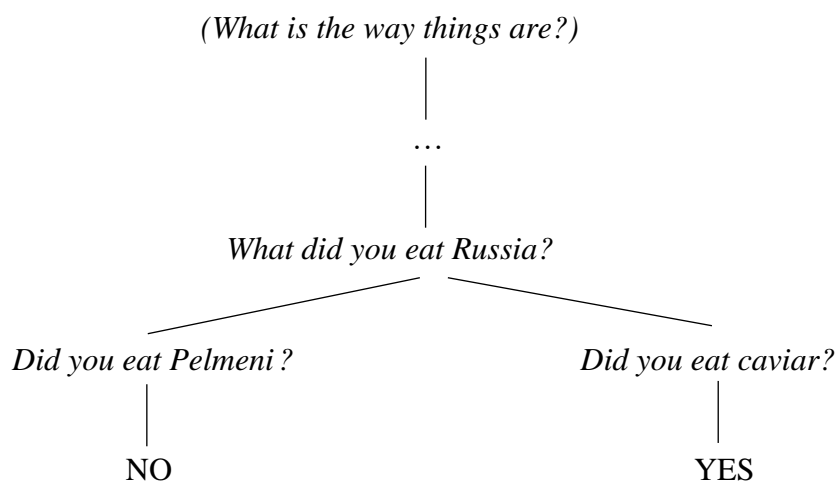 (What is the way things are?)
…
What did you eat Russia?
Did you eat Pelmeni?
Did you eat caviar?
NO
YES